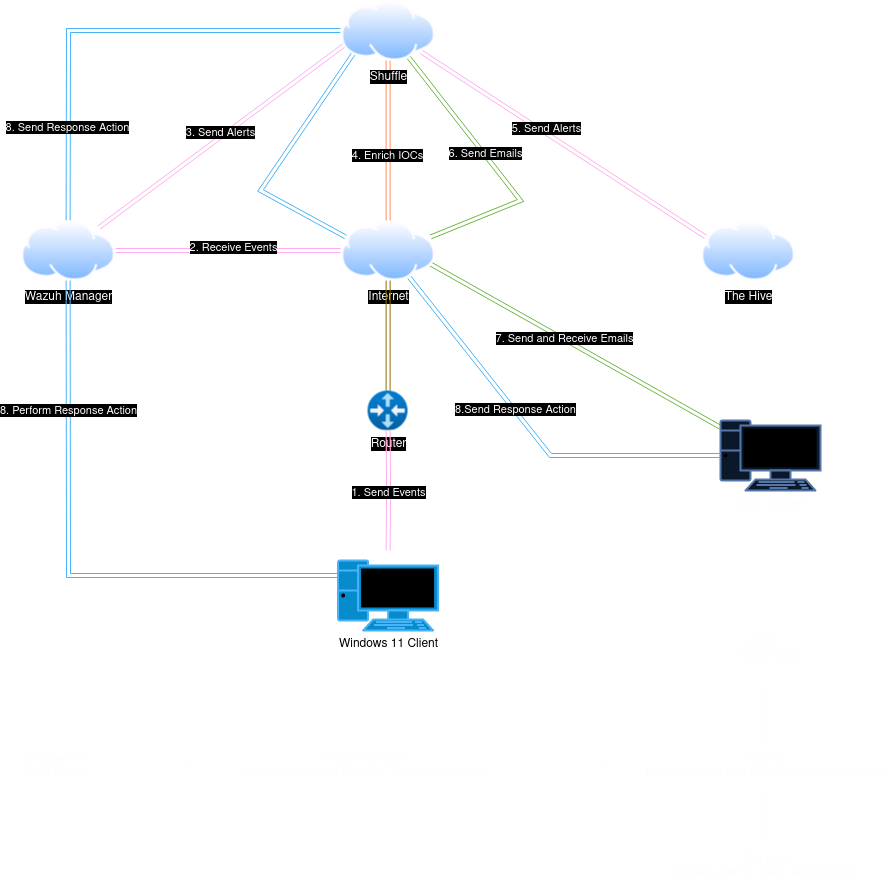 Shuffle
8. Send Response Action
3. Send Alerts
5. Send Alerts
4. Enrich IOCs
6. Send Emails
2. Receive Events
Wazuh Manager
Internet
The Hive
7. Send and Receive Emails
8. Perform Response Action
8.Send Response Action
Router
1. Send Events
Windows 11 Client